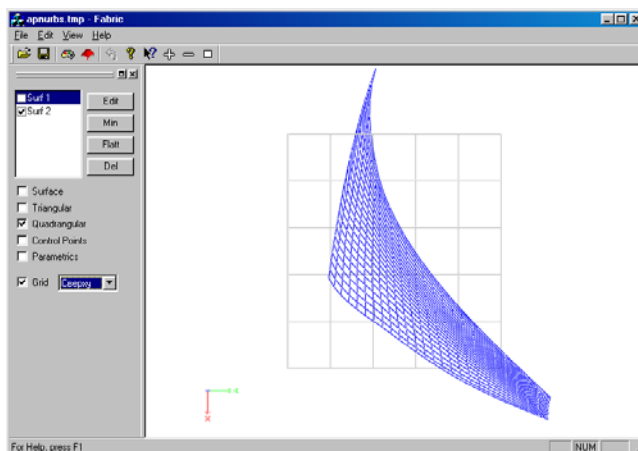 apnurbs.tmp - Fabric
File Edit View Help
Surf 1
Surf 2
Edit
Min
Flatt
Del
Surface
Triangular
Quadrangular
Control Points
Parametrics
Grid
Сверху
X
For Help, press F1
NUM